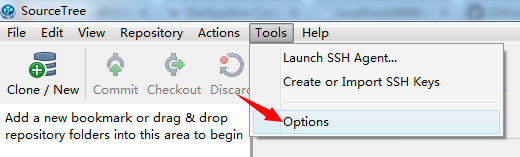 SourceTree
File Edit View Repository Actions Tools Help
Launch SSH Agent...
Create or Import SSH Keys
Options
Clone / New Commit Checkout Discard
Add a new bookmark or drag & drop
repository folders into this area to begin